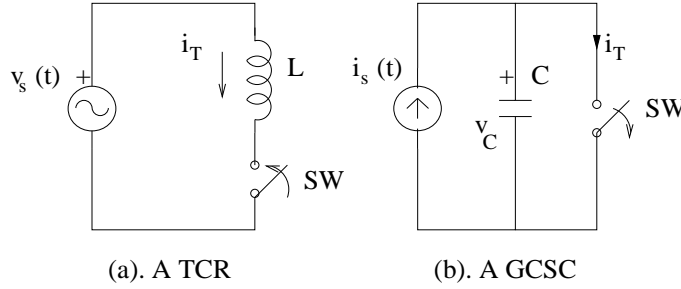 i_T
L
v_s (t)
+
SW
(a). A TCR
i_T
i_s (t)
+
C
v_C
SW
(b). A GCSC